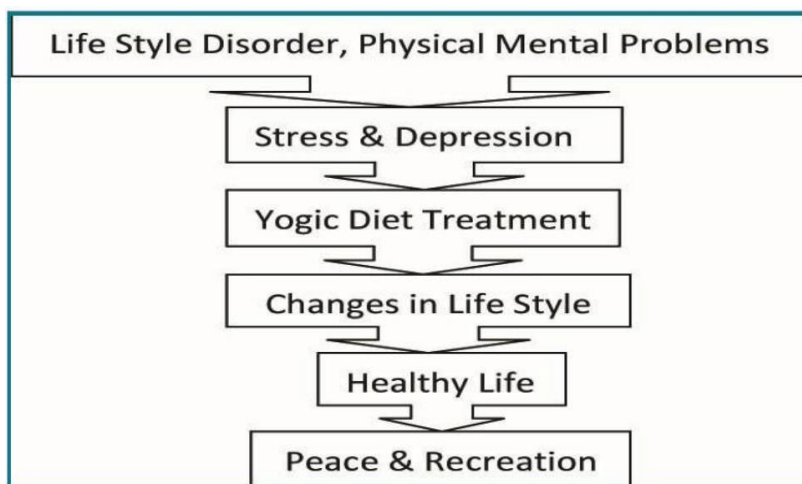 Life Style Disorder, Physical Mental Problems
Stress & Depression
Yogic Diet Treatment
Changes in Life Style
Healthy Life
Peace & Recreation